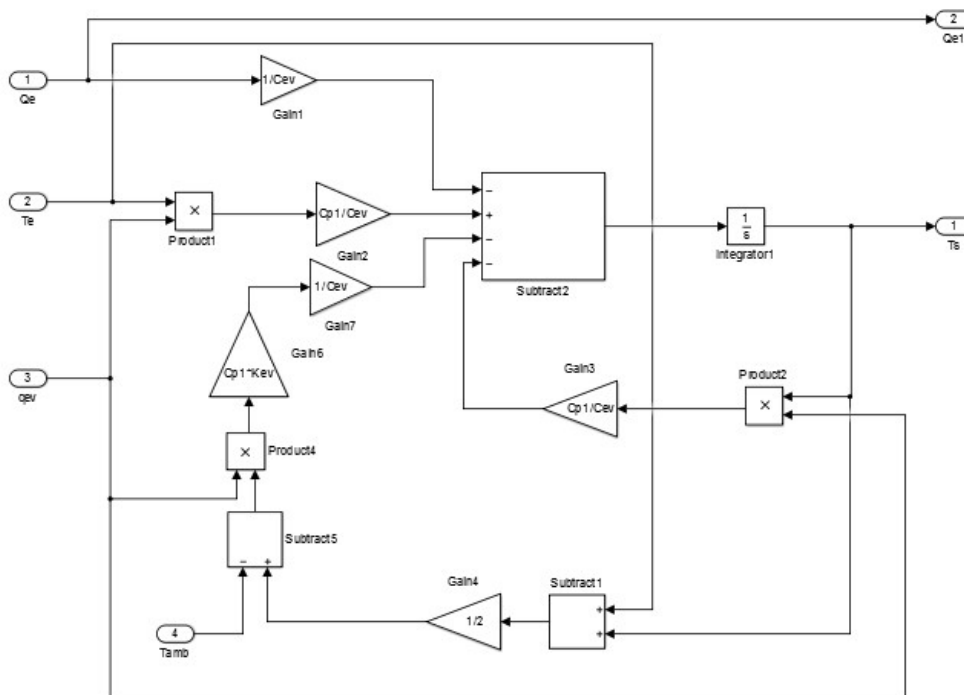 2
Qe1
1
Qe
1/Cev
Gain1
2
Te
×
Product1
Cp1/Cev
Gain2
−
+
−
−
Subtract2
1
s
Integrator1
1
Ts
1/Cev
Gain7
Cp1*Kev
Gain6
3
qev
Gain3
Cp1/Cev
Product2
×
×
Product4
Subtract5
− +
Gain4
1/2
Subtract1
+
+
4
Tamb